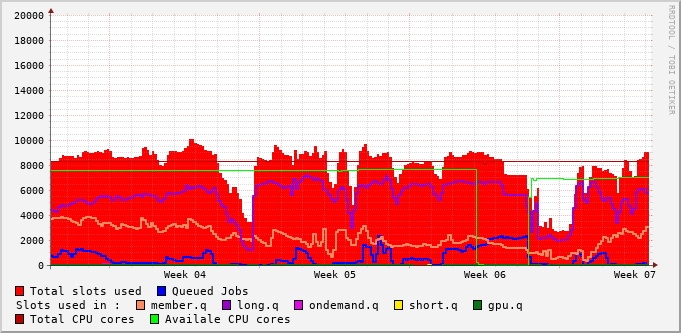 20000
18000
16000
14000
12000
10000
8000
6000
4000
2000
0
Week 04 Week 05 Week 06 Week 07
RRDTOOL / TOBI OETIKER
Total slots used Queued Jobs
Slots used in : member.q long.q ondemand.q short.q gpu.q
Total CPU cores Availale CPU cores